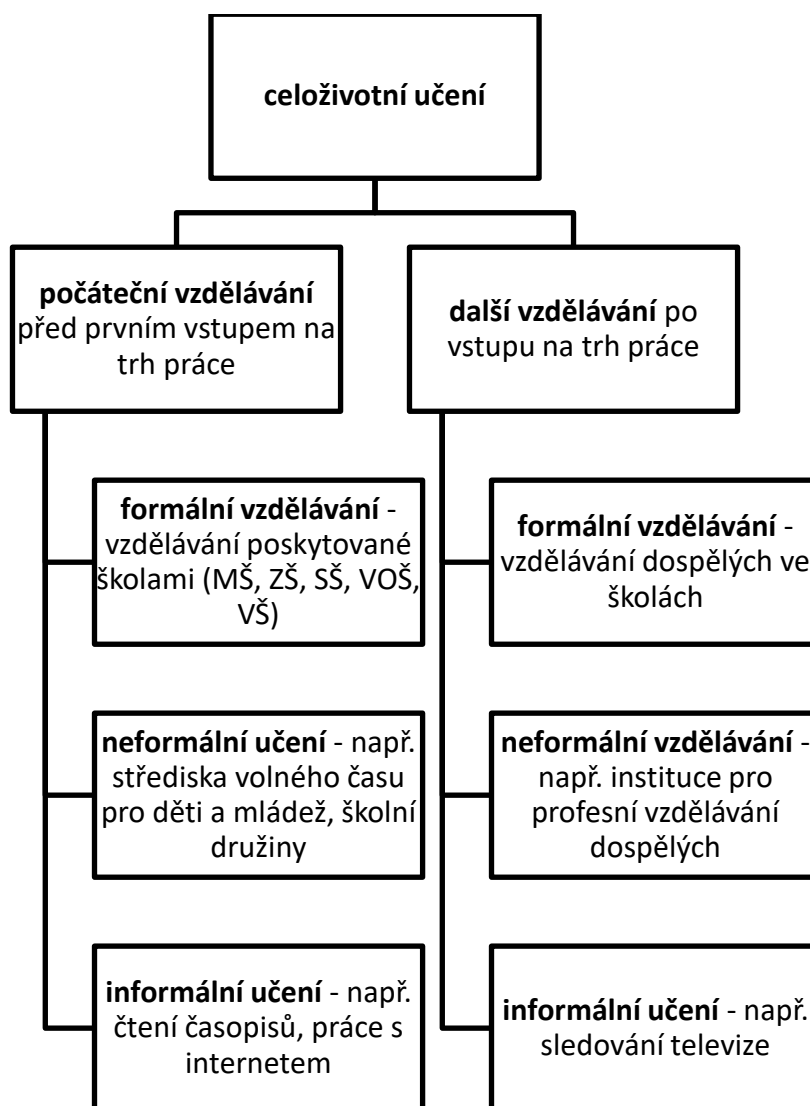 celoživotní učení
počáteční vzdělávání
před prvním vstupem na
trh práce
další vzdělávání po
vstupu na trh práce
formální vzdělávání -
vzdělávání poskytované
školami (MŠ, ZŠ, SŠ, VOŠ,
VŠ)
formální vzdělávání -
vzdělávání dospělých ve
školách
neformální učení - např.
střediska volného času
pro děti a mládež, školní
družiny
neformální vzdělávání -
např. instituce pro
profesní vzdělávání
dospělých
informální učení - např.
čtení časopisů, práce s
internetem
informální učení - např.
sledování televize